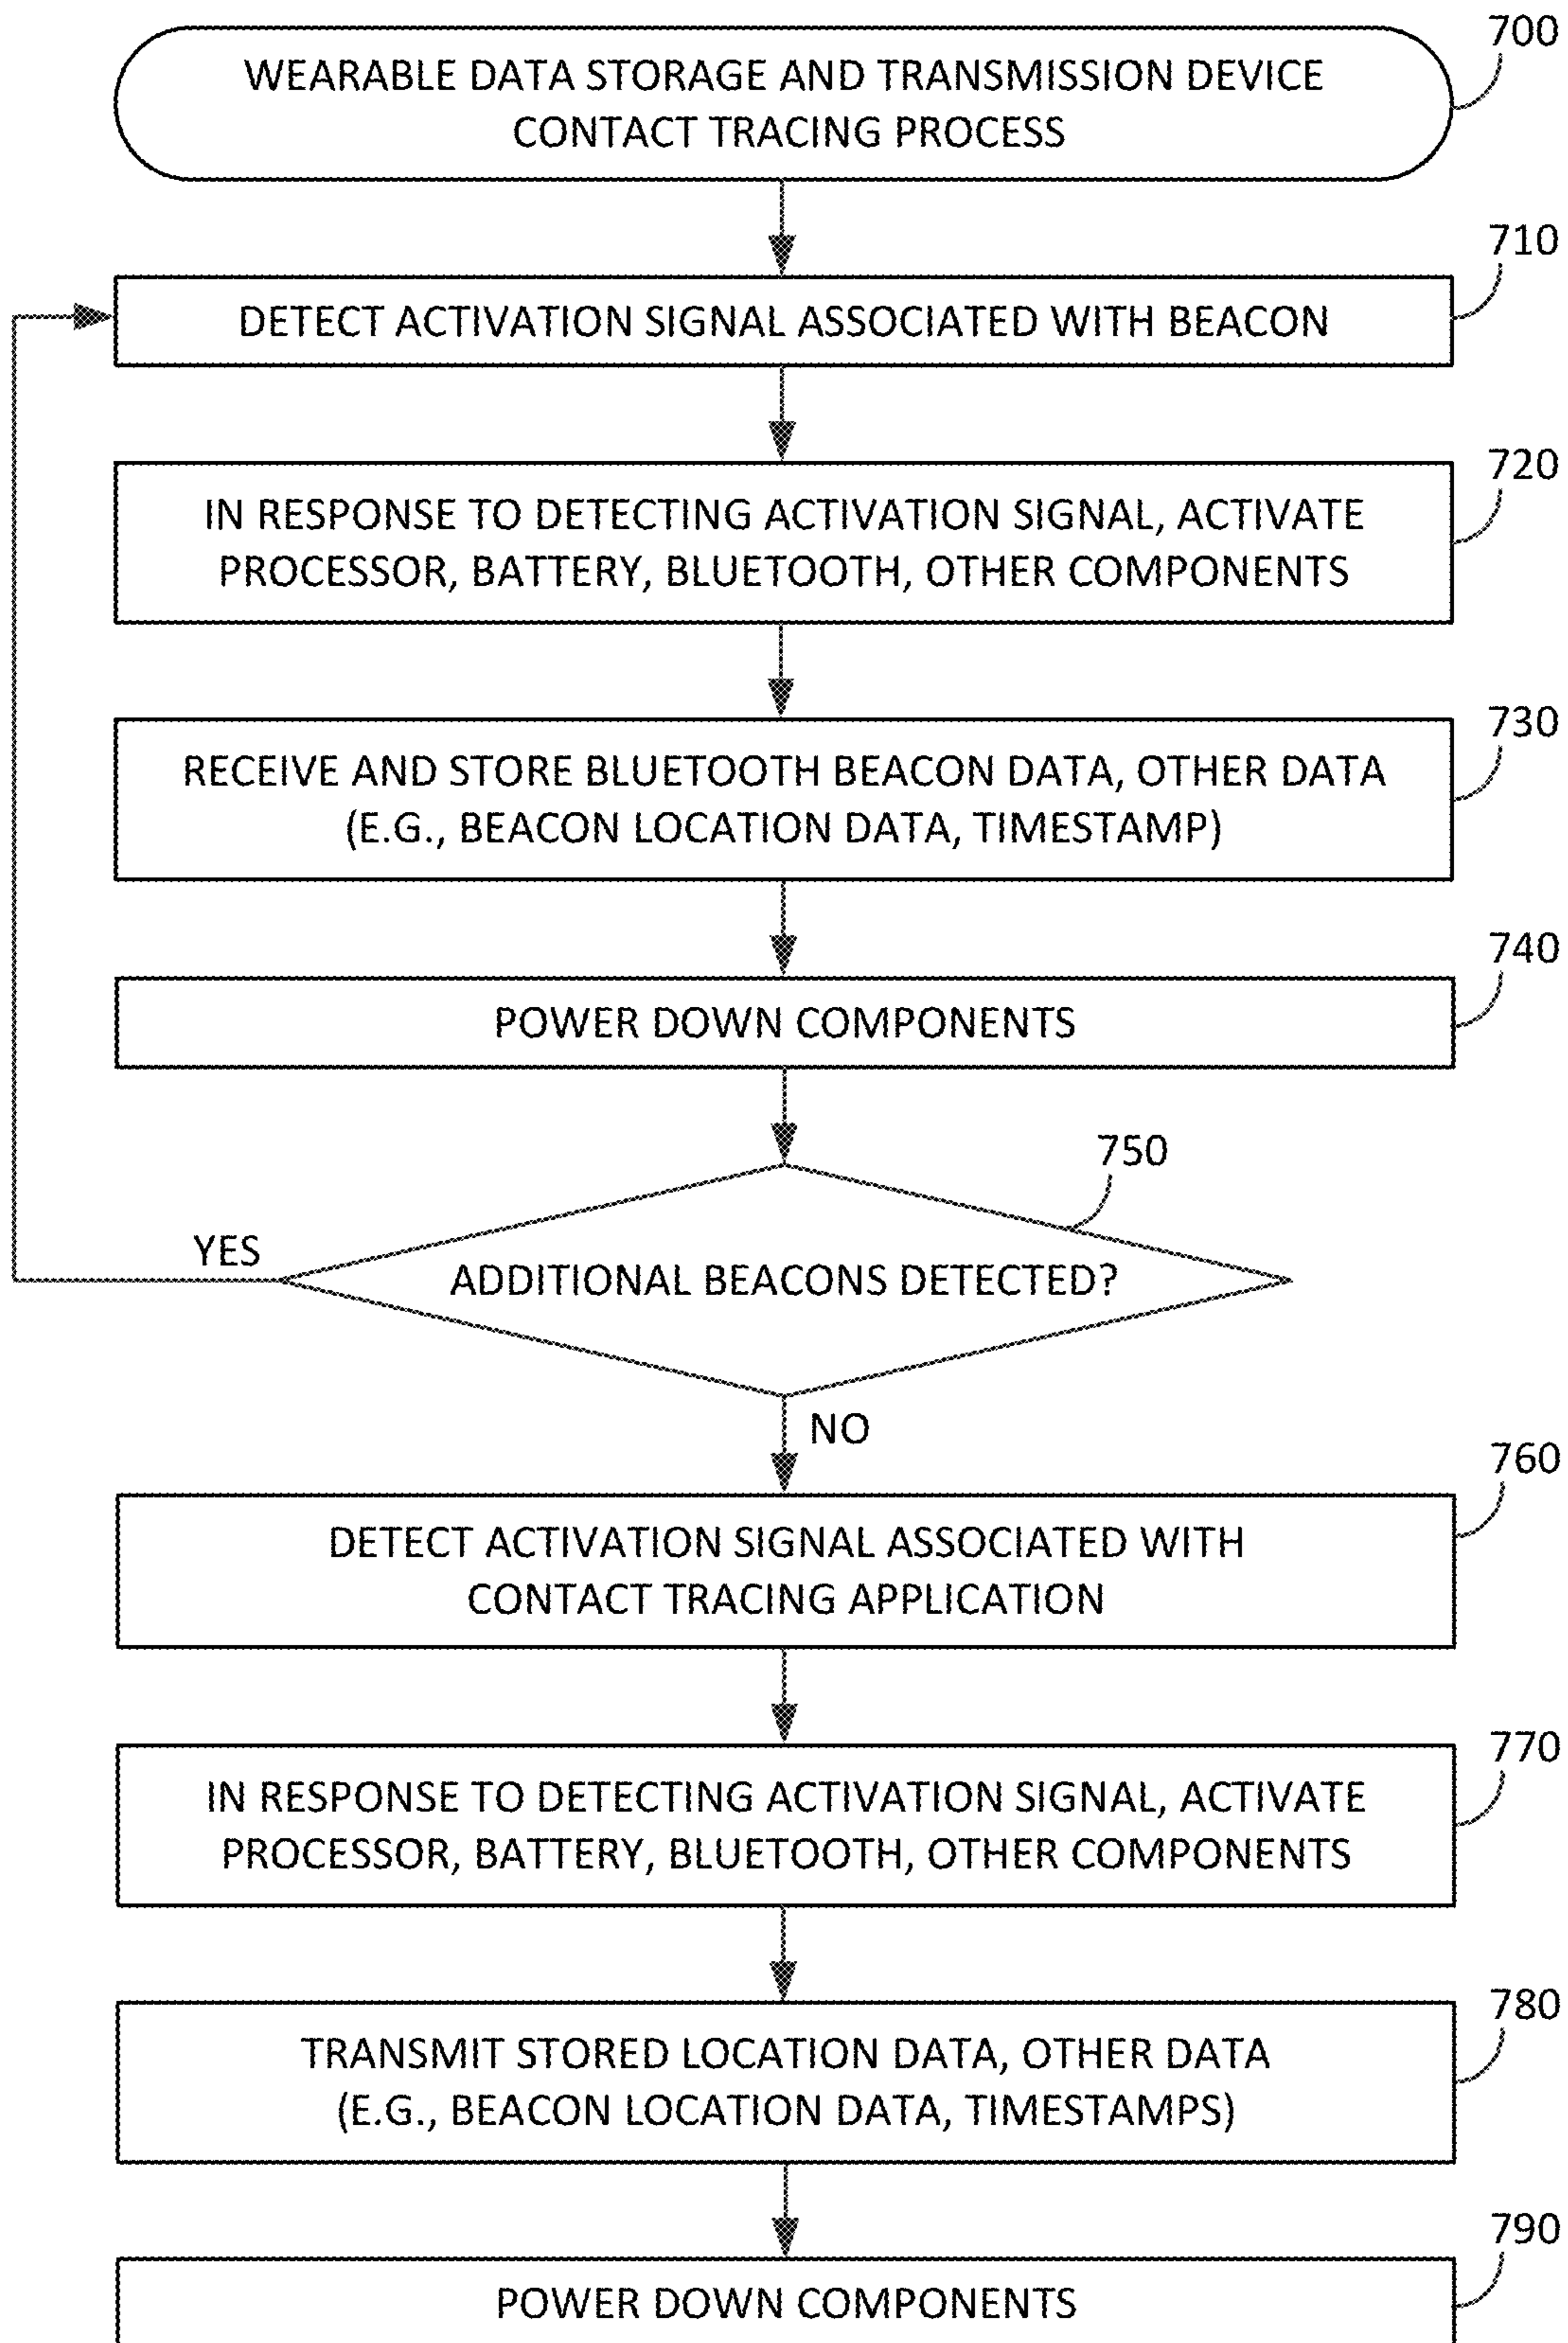 700
WEARABLE DATA STORAGE AND TRANSMISSION DEVICE
CONTACT TRACING PROCESS
710
DETECT ACTIVATION SIGNAL ASSOCIATED WITH BEACON
720
IN RESPONSE TO DETECTING ACTIVATION SIGNAL, ACTIVATE
PROCESSOR, BATTERY, BLUETOOTH, OTHER COMPONENTS
730
RECEIVE AND STORE BLUETOOTH BEACON DATA, OTHER DATA
(E.G., BEACON LOCATION DATA, TIMESTAMP)
740
POWER DOWN COMPONENTS
750
YES
ADDITIONAL BEACONS DETECTED?
NO
760
DETECT ACTIVATION SIGNAL ASSOCIATED WITH
CONTACT TRACING APPLICATION
770
IN RESPONSE TO DETECTING ACTIVATION SIGNAL, ACTIVATE
PROCESSOR, BATTERY, BLUETOOTH, OTHER COMPONENTS
780
TRANSMIT STORED LOCATION DATA, OTHER DATA
(E.G., BEACON LOCATION DATA, TIMESTAMPS)
790
POWER DOWN COMPONENTS